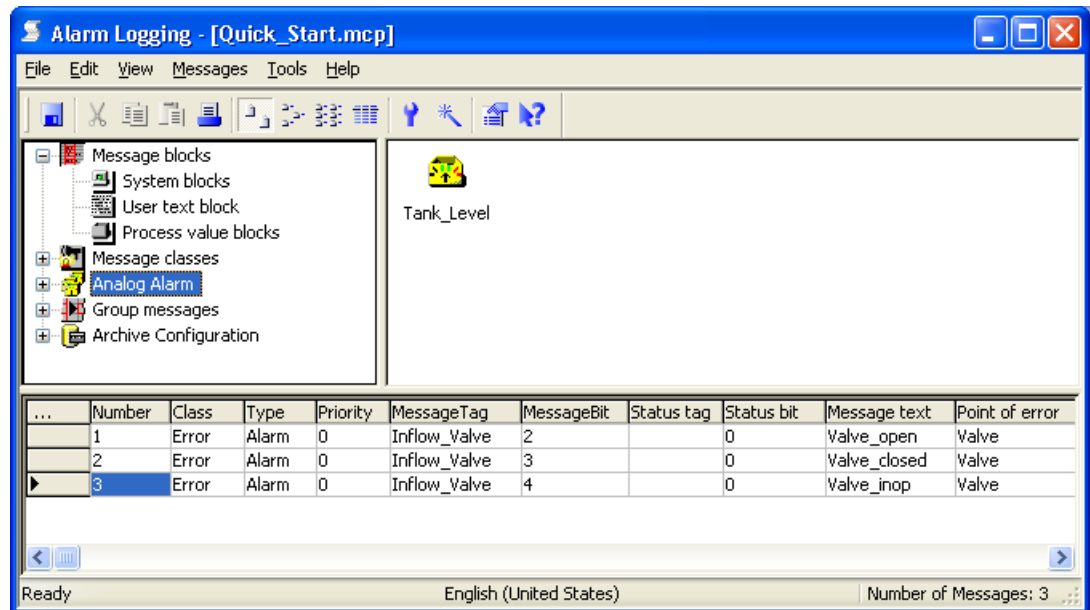 Alarm Logging - [Quick_Start.mcp]
File Edit View Messages Tools Help
Message blocks
System blocks
User text block
Process value blocks
Message classes
Analog Alarm
Group messages
Archive Configuration
Tank_Level
... Number Class Type Priority MessageTag MessageBit Status tag Status bit Message text Point of error
1 Error Alarm 0 Inflow_Valve 2 0 Valve_open Valve
2 Error Alarm 0 Inflow_Valve 3 0 Valve_closed Valve
3 Error Alarm 0 Inflow_Valve 4 0 Valve_inop Valve
Ready English (United States) Number of Messages: 3